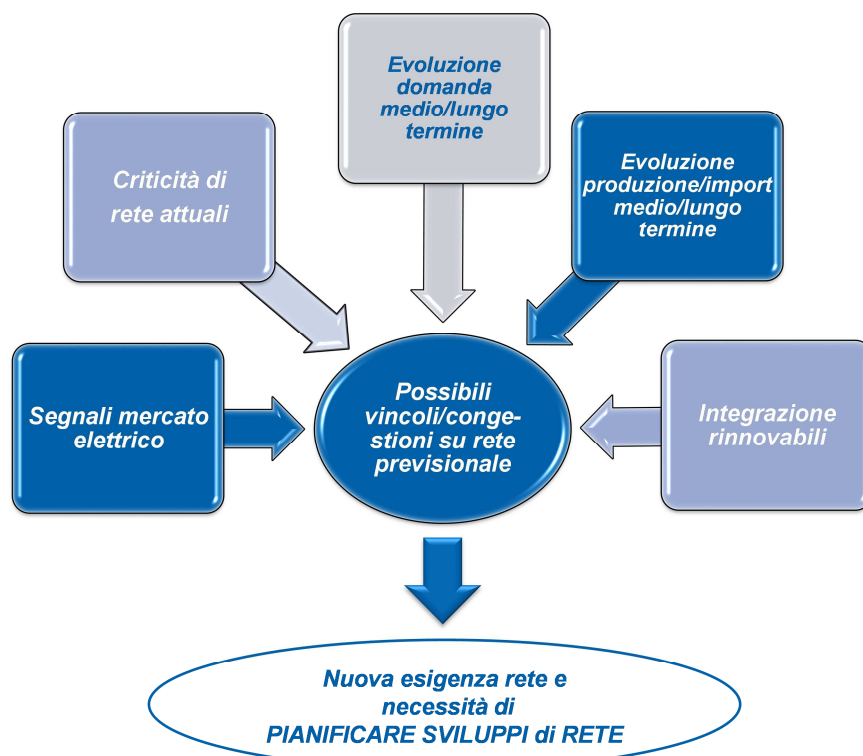 Evoluzione
domanda
medio/lungo
termine
Criticità di
rete attuali
Evoluzione
produzione/import
medio/lungo
termine
Segnali mercato
elettrico
Possibili
vincoli/conge-
stioni su rete
previsionale
Integrazione
rinnovabili
Nuova esigenza rete e
necessità di
PIANIFICARE SVILUPPI di RETE